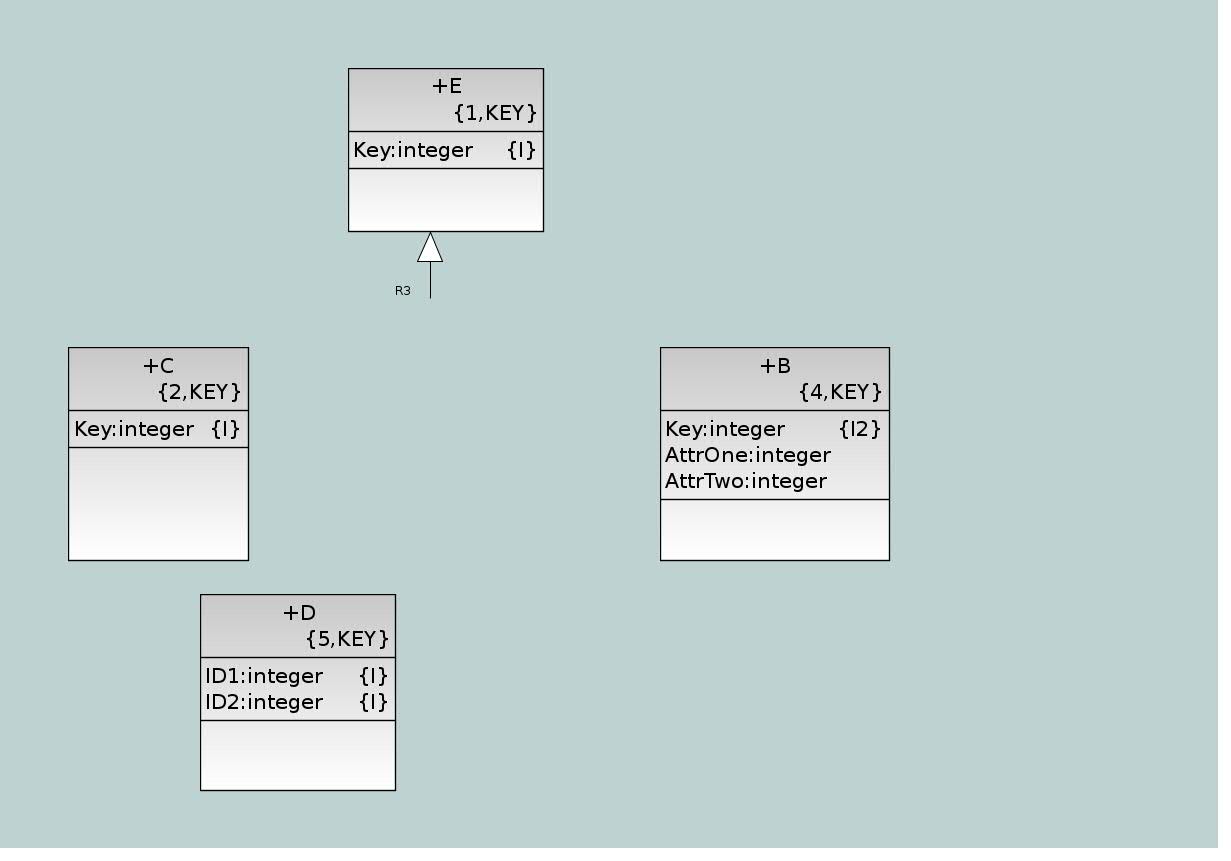 +E
{1,KEY}
Key:integer {I}
R3
+C
{2,KEY}
Key:integer {I}
+B
{4,KEY}
Key:integer {I2}
AttrOne:integer
AttrTwo:integer
+D
{5,KEY}
ID1:integer {I}
ID2:integer {I}